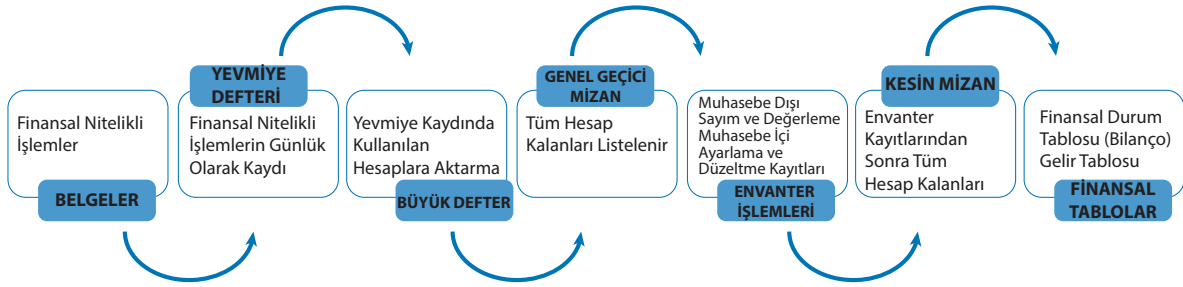 Finansal Nitelikli
İşlemler
BELGELER
YEVMİYE
DEFTERİ
Finansal Nitelikli
İşlemlerin Günlük
Olarak Kaydı
Yevmiye Kaydında
Kullanılan
Hesaplara Aktarma
BÜYÜK DEFTER
GENEL GEÇİCİ
MİZAN
Tüm Hesap
Kalanları Listelenir
Muhasebe Dışı
Sayım ve Değerleme
Muhasebe İçi
Ayarlama ve
Düzeltme Kayıtları
ENVANTER
İŞLEMLERİ
KESİN MİZAN
Envanter
Kayıtlarından
Sonra Tüm
Hesap Kalanları
Finansal Durum
Tablosu (Bilanço)
Gelir Tablosu
FİNANSAL
TABLOLAR